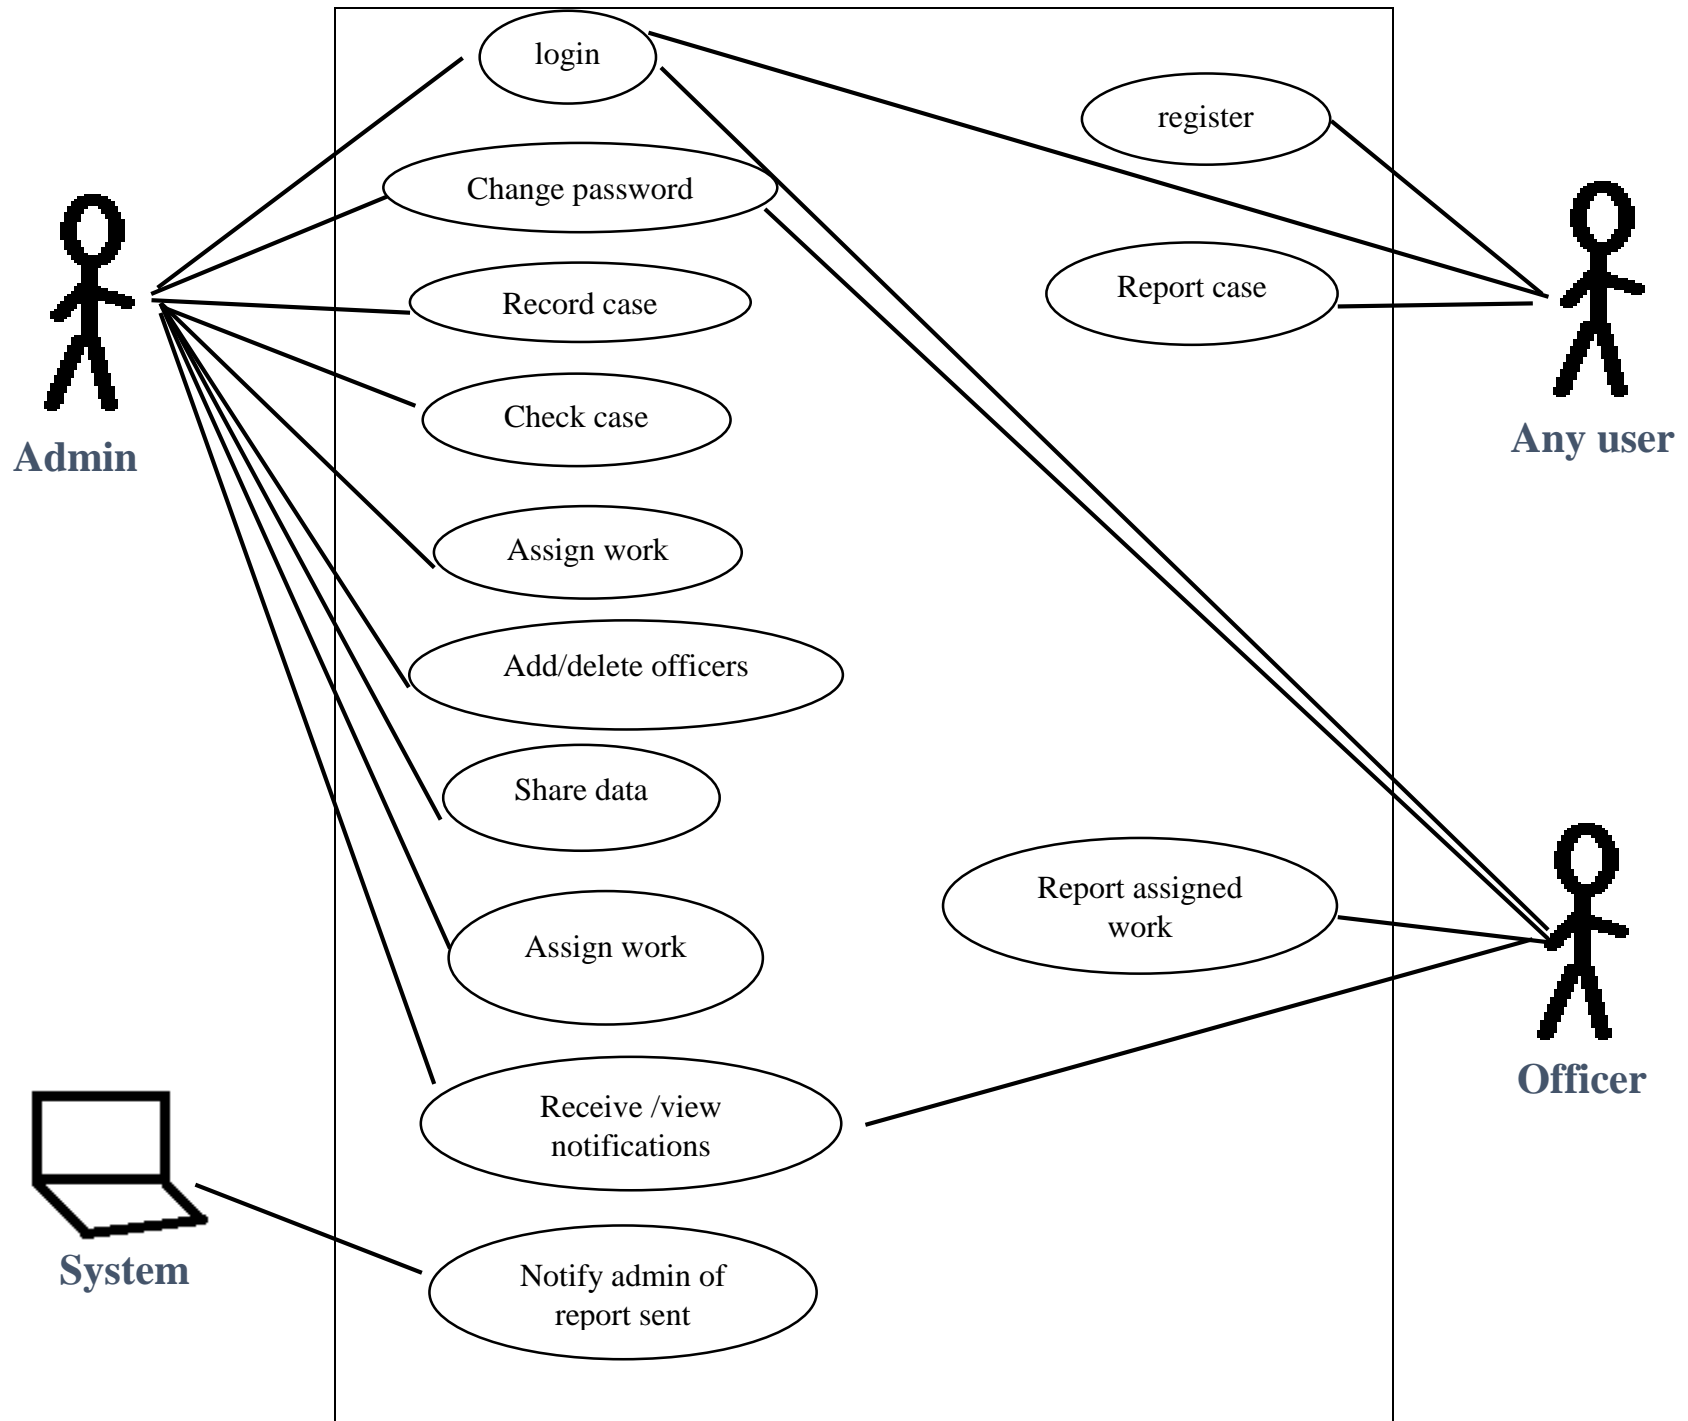 login
register
Change password
Report case
Record case
Check case
Admin
Any user
Assign work
Add/delete officers
Share data
Report assigned
work
Assign work
Officer
Receive /view
notifications
System
Notify admin of
report sent